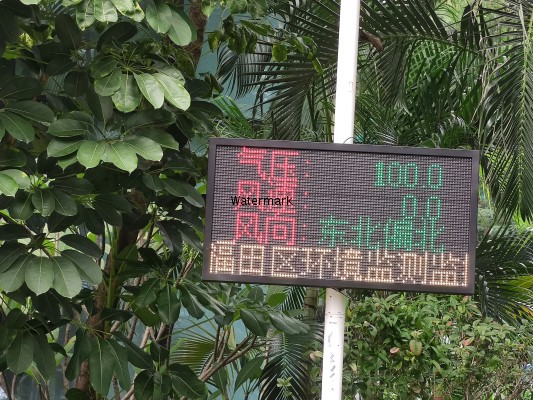 气压: 100.0
风速: 0.0
Watermark
风向: 东北偏北
福田区环境监测监